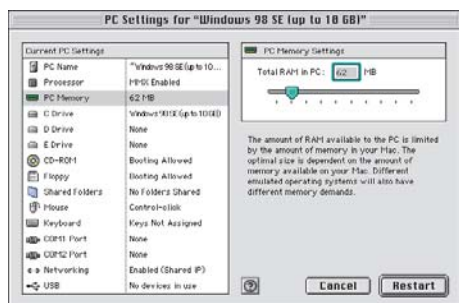 PC Settings for "Windows 98 SE (up to 10 GB)"
Current PC Settings
PC Name "Windows 98 SE (up to 10...
Processor MMX Enabled
PC Memory 62 MB
C Drive Windows 98 SE (up to 10 GB)
D Drive None
E Drive None
CD-ROM Booting Allowed
Floppy Booting Allowed
Shared Folders No Folders Shared
Mouse Control-click
Keyboard Keys Not Assigned
COM1 Port None
COM2 Port None
Networking Enabled (Shared IP)
USB No devices in use
PC Memory Settings
Total RAM in PC: 62 MB
The amount of RAM available to the PC is limited
by the amount of memory in your Mac. The
optimal size is dependent on the amount of
memory available on your Mac. Different
emulated operating systems will also have
different memory demands.
?
Cancel Restart